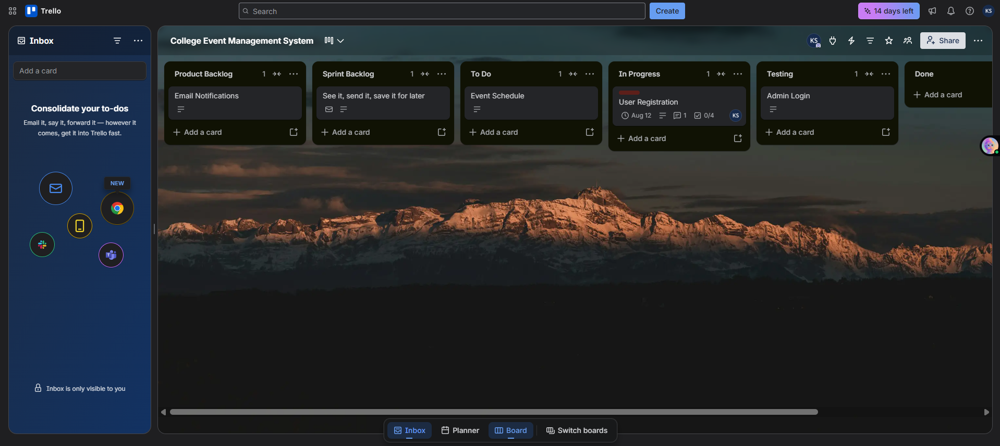 Trello
Search
Create
14 days left
KS
Inbox
Add a card
Consolidate your to-dos
Email it, say it, forward it — however it
comes, get it into Trello fast.
NEW
T
Inbox is only visible to you
College Event Management System
KS
Share
Product Backlog 1
Email Notifications
Add a card
Sprint Backlog 1
See it, send it, save it for later
Add a card
To Do 1
Event Schedule
Add a card
In Progress 1
User Registration
Aug 12 1 0/4 KS
Add a card
Testing 1
Admin Login
Add a card
Done
Add a card
Inbox
Planner
Board
Switch boards